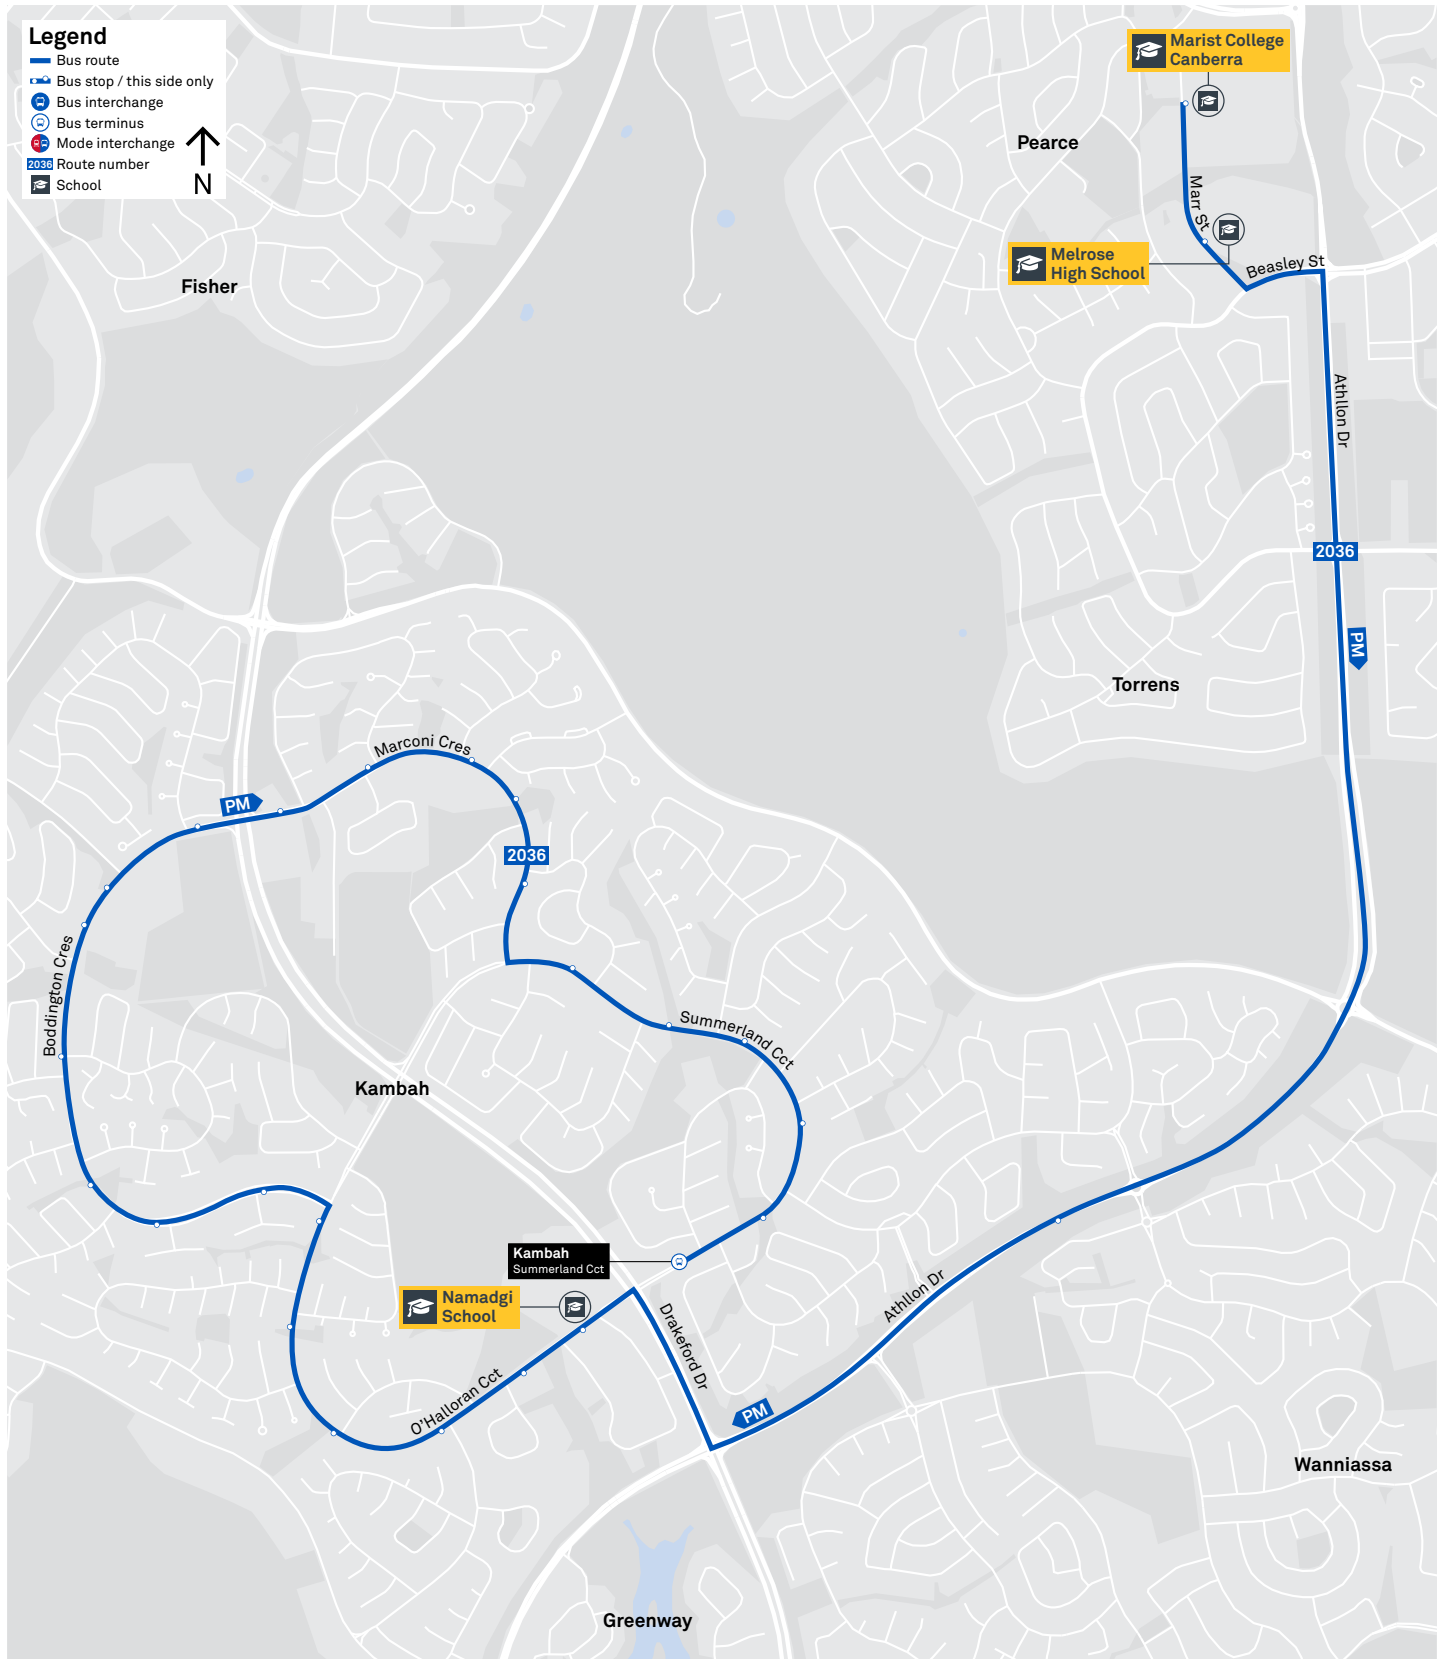 Legend
Bus route
Bus stop / this side only
Bus interchange
Bus terminus
Mode interchange
2036 Route number
School
N
Marist College
Canberra
Pearce
Marr St
Melrose
High School
Beasley St
Fisher
Athllon Dr
2036
PM
Torrens
Marconi Cres
PM
2036
Boddington Cres
Summerland Cct
Kambah
Kambah
Summerland Cct
Namadgi
School
Drakeford Dr
Athllon Dr
O'Halloran Cct
PM
Wanniassa
Greenway